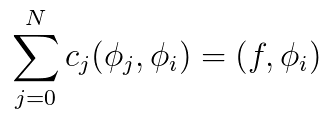 $$\sum_{j=0}^{N} c_j(\phi_j, \phi_i) = (f, \phi_i)$$